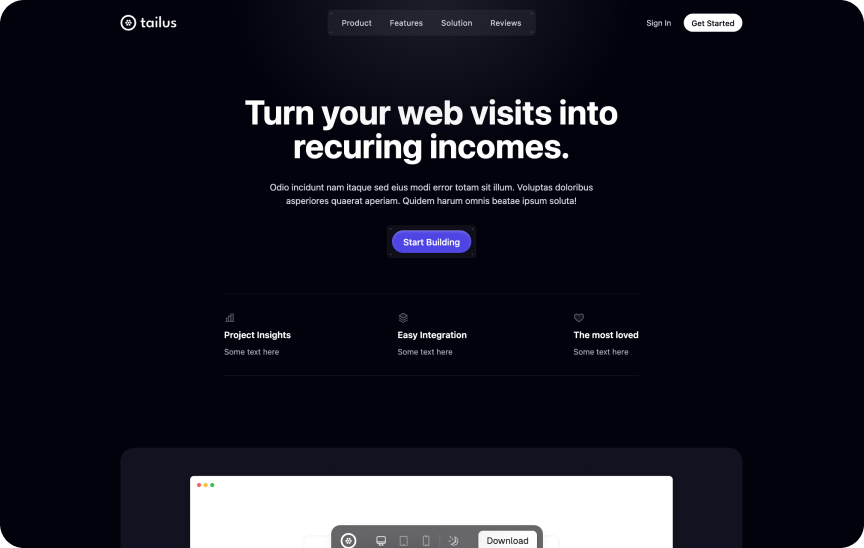 tailus
Product Features Solution Reviews
Sign In
Get Started
Turn your web visits into
recuring incomes.
Odio incidunt nam itaque sed eius modi error totam sit illum. Voluptas doloribus
asperiores quaerat aperiam. Quidem harum omnis beatae ipsum soluta!
Start Building
Project Insights
Some text here
Easy Integration
Some text here
The most loved
Some text here
Download